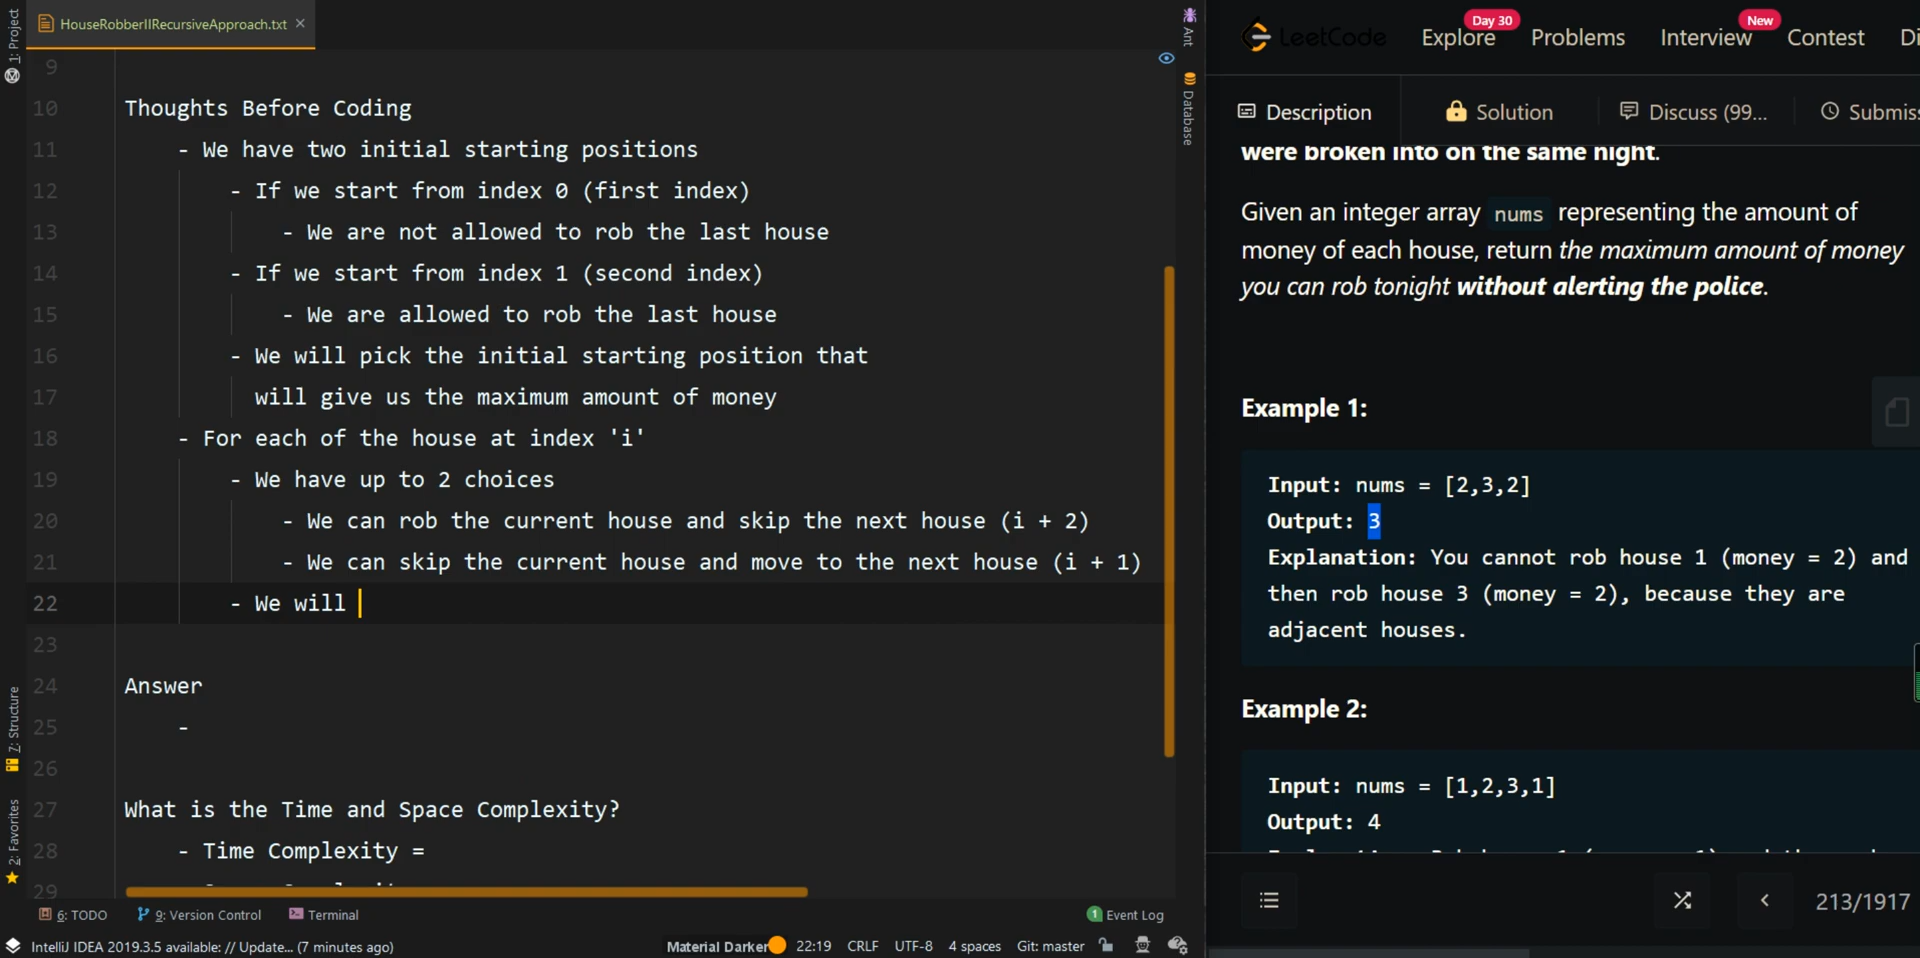 1: Project
7: Structure
2: Favorites
HouseRobberIIRecursiveApproach.txt ×
9
10 Thoughts Before Coding
11 - We have two initial starting positions
12 - If we start from index 0 (first index)
13 - We are not allowed to rob the last house
14 - If we start from index 1 (second index)
15 - We are allowed to rob the last house
16 - We will pick the initial starting position that
17 will give us the maximum amount of money
18 - For each of the house at index 'i'
19 - We have up to 2 choices
20 - We can rob the current house and skip the next house (i + 2)
21 - We can skip the current house and move to the next house (i + 1)
22 - We will
23
24 Answer
25 -
26
27 What is the Time and Space Complexity?
28 - Time Complexity =
29
Ant
Database
6: TODO 9: Version Control Terminal 1 Event Log
IntelliJ IDEA 2019.3.5 available: // Update... (7 minutes ago) Material Darker 22:19 CRLF UTF-8 4 spaces Git: master
LeetCode Explore Day 30 Problems Interview New Contest Di
Description Solution Discuss (99... Submiss
were broken into on the same night.
Given an integer array nums representing the amount of
money of each house, return the maximum amount of money
you can rob tonight without alerting the police.
Example 1:
Input: nums = [2,3,2]
Output: 3
Explanation: You cannot rob house 1 (money = 2) and
then rob house 3 (money = 2), because they are
adjacent houses.
Example 2:
Input: nums = [1,2,3,1]
Output: 4
213/1917